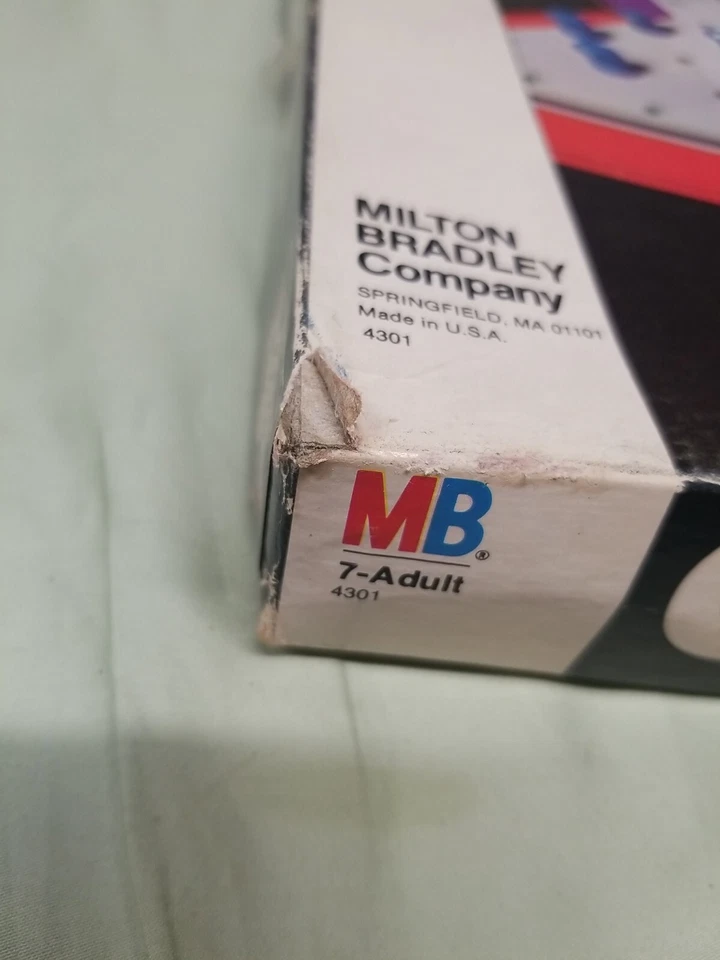 MILTON
BRADLEY
Company
SPRINGFIELD, MA 01101
Made in U.S.A.
4301
MB®
7-Adult
4301